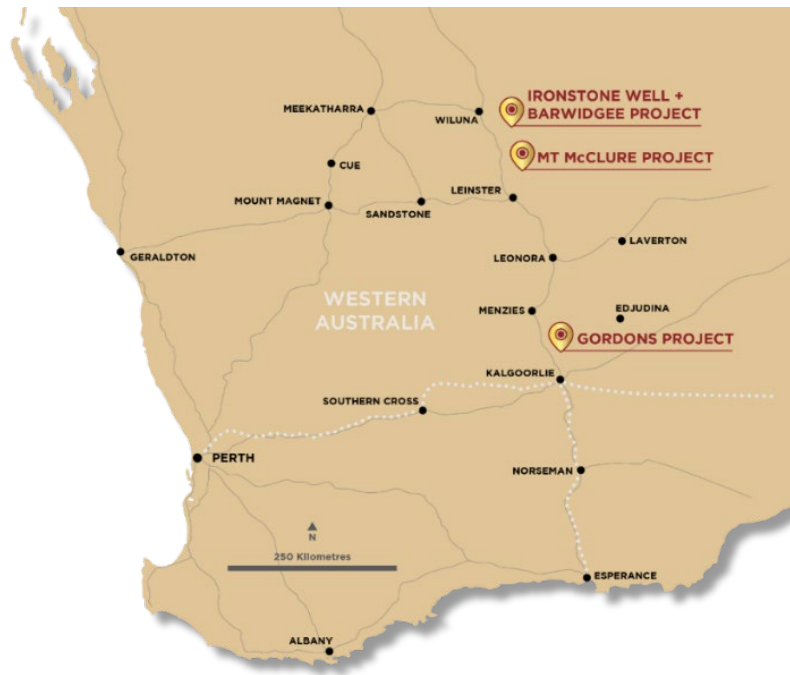 IRONSTONE WELL +
BARWIDGEE PROJECT
MEEKATHARRA
WILUNA
MT McCLURE PROJECT
CUE
LEINSTER
MOUNT MAGNET
SANDSTONE
LAVERTON
GERALDTON
LEONORA
WESTERN
AUSTRALIA
MENZIES
EDJUDINA
GORDONS PROJECT
KALGOORLIE
SOUTHERN CROSS
PERTH
NORSEMAN
N
250 Kilometres
ESPERANCE
ALBANY